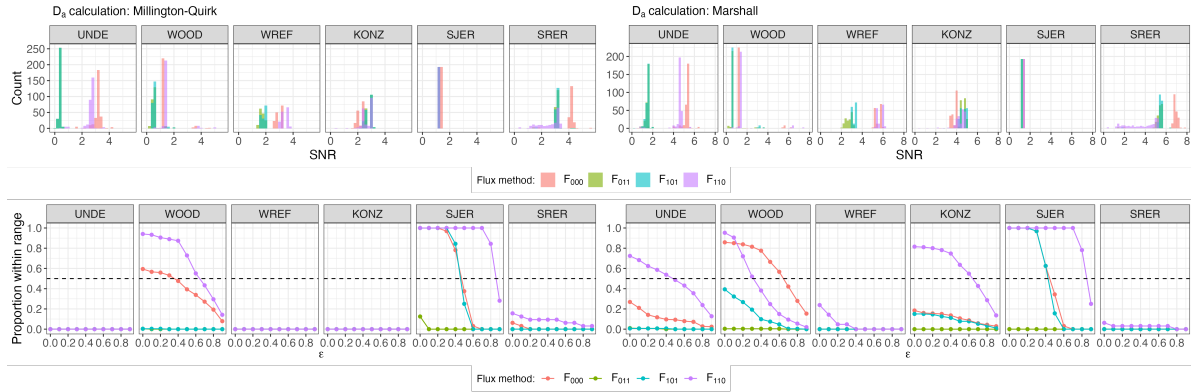 Da calculation: Millington-Quirk
Da calculation: Marshall
UNDE WOOD WREF KONZ SJER SRER
UNDE WOOD WREF KONZ SJER SRER
Count
250
200
150
100
50
0
200
150
100
50
0
0 2 4 0 2 4 0 2 4 0 2 4 0 2 4 0 2 4
0 2 4 6 8 0 2 4 6 8 0 2 4 6 8 0 2 4 6 8 0 2 4 6 8 0 2 4 6 8
SNR
SNR
Flux method: F000 F011 F101 F110
UNDE WOOD WREF KONZ SJER SRER
UNDE WOOD WREF KONZ SJER SRER
Proportion within range
1.0
0.8
0.6
0.4
0.2
0.0
1.0
0.8
0.6
0.4
0.2
0.0
0.0 0.2 0.4 0.6 0.8 0.0 0.2 0.4 0.6 0.8 0.0 0.2 0.4 0.6 0.8 0.0 0.2 0.4 0.6 0.8 0.0 0.2 0.4 0.6 0.8 0.0 0.2 0.4 0.6 0.8
0.0 0.2 0.4 0.6 0.8 0.0 0.2 0.4 0.6 0.8 0.0 0.2 0.4 0.6 0.8 0.0 0.2 0.4 0.6 0.8 0.0 0.2 0.4 0.6 0.8 0.0 0.2 0.4 0.6 0.8
ε
ε
Flux method: F000 F011 F101 F110